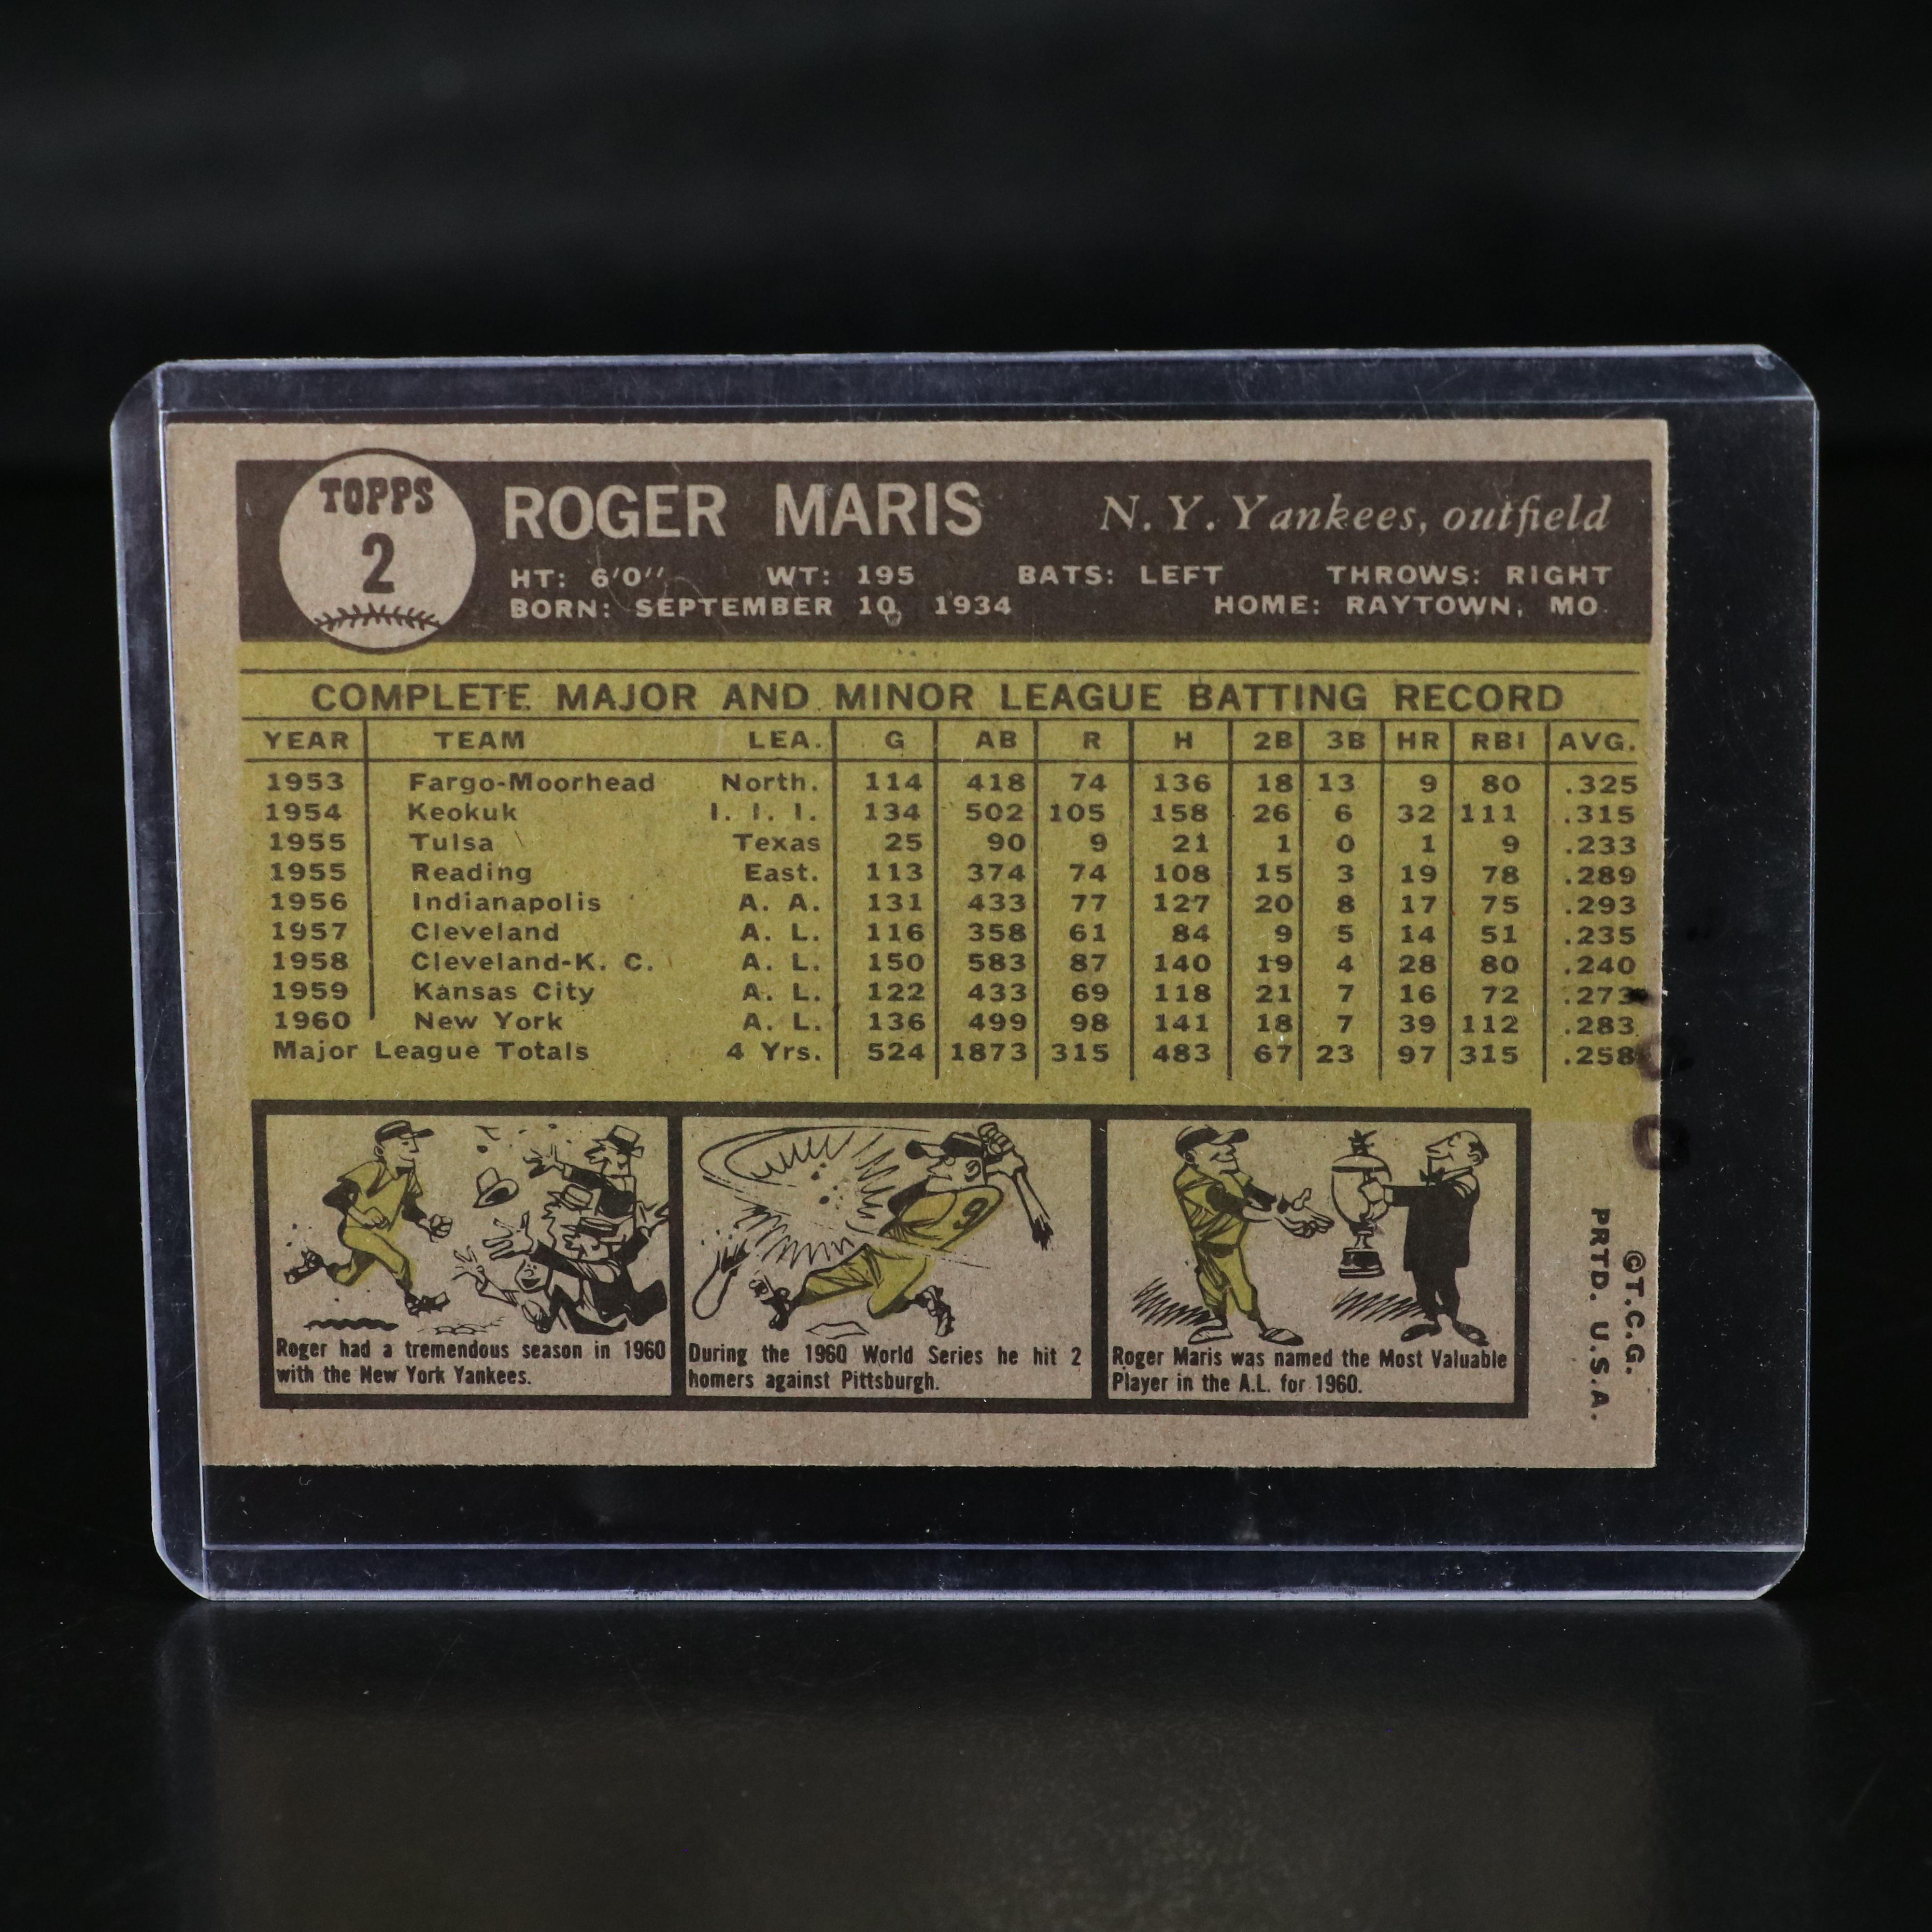 TOPPS
2
ROGER MARIS N.Y. Yankees, outfield
HT: 6'0" WT: 195 BATS: LEFT THROWS: RIGHT
BORN: SEPTEMBER 10, 1934 HOME: RAYTOWN, MO.
COMPLETE MAJOR AND MINOR LEAGUE BATTING RECORD
YEAR TEAM LEA. G AB R H 2B 3B HR RBI AVG.
1953 Fargo-Moorhead North. 114 418 74 136 18 13 9 80 .325
1954 Keokuk I. I. I. 134 502 105 158 26 6 32 111 .315
1955 Tulsa Texas 25 90 9 21 1 0 1 9 .233
1955 Reading East. 113 374 74 108 15 3 19 78 .289
1956 Indianapolis A. A. 131 433 77 127 20 8 17 75 .293
1957 Cleveland A. L. 116 358 61 84 9 5 14 51 .235
1958 Cleveland-K. C. A. L. 150 583 87 140 19 4 28 80 .240
1959 Kansas City A. L. 122 433 69 118 21 7 16 72 .273
1960 New York A. L. 136 499 98 141 18 7 39 112 .283
Major League Totals 4 Yrs. 524 1873 315 483 67 23 97 315 .258
9
Roger had a tremendous season in 1960
with the New York Yankees.
During the 1960 World Series he hit 2
homers against Pittsburgh.
Roger Maris was named the Most Valuable
Player in the A.L. for 1960.
©T.C.G.
PRTD. U.S.A.